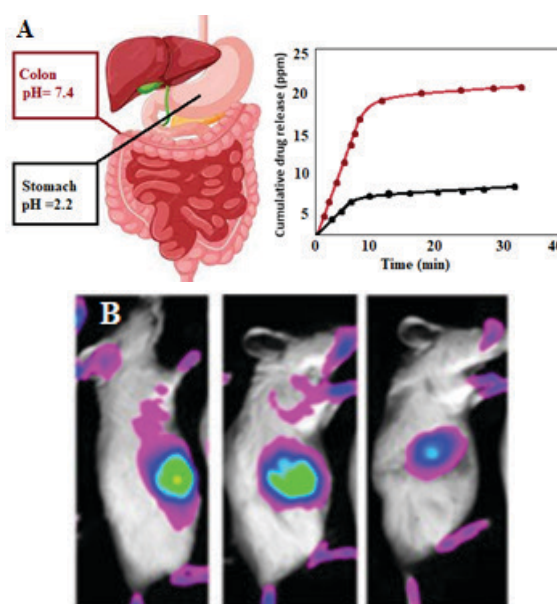 A
Colon
pH= 7.4
Stomach
pH =2.2
Cumulative drug release (ppm)
25
20
15
10
5
0
10
20
30
40
Time (min)
B